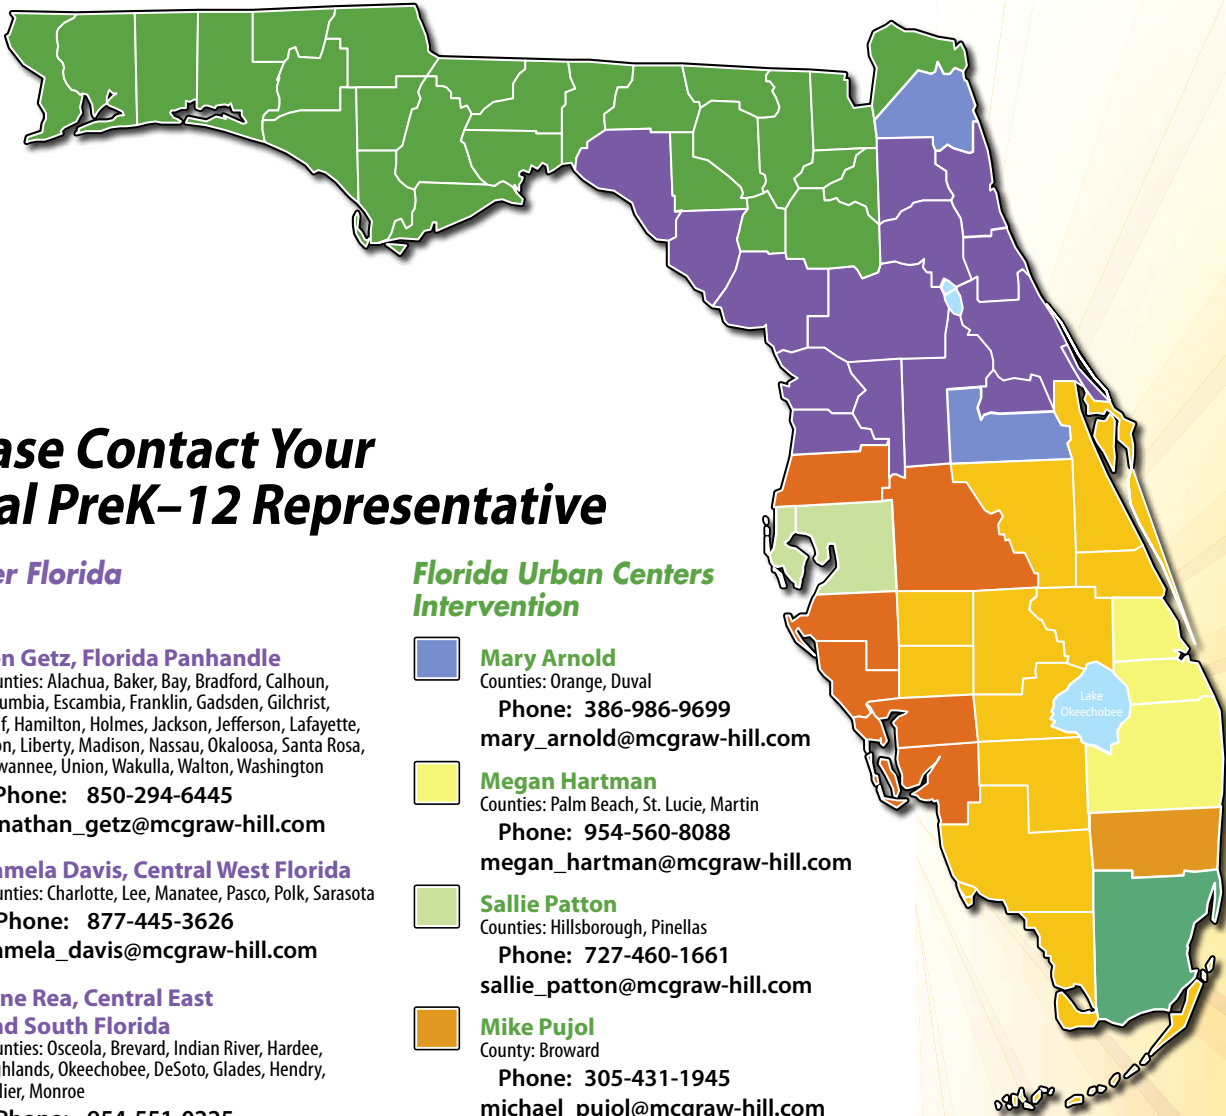 ase Contact Your
al PreK–12 Representative
er Florida
n Getz, Florida Panhandle
unties: Alachua, Baker, Bay, Bradford, Calhoun,
umbia, Escambia, Franklin, Gadsden, Gilchrist,
f, Hamilton, Holmes, Jackson, Jefferson, Lafayette,
on, Liberty, Madison, Nassau, Okaloosa, Santa Rosa,
wannee, Union, Wakulla, Walton, Washington
Phone: 850-294-6445
nathan_getz@mcgraw-hill.com
amela Davis, Central West Florida
unties: Charlotte, Lee, Manatee, Pasco, Polk, Sarasota
Phone: 877-445-3626
amela_davis@mcgraw-hill.com
ne Rea, Central East
nd South Florida
unties: Osceola, Brevard, Indian River, Hardee,
ghlands, Okeechobee, DeSoto, Glades, Hendry,
llier, Monroe
Phone: 954-551-0325
Florida Urban Centers
Intervention
Mary Arnold
Counties: Orange, Duval
Phone: 386-986-9699
mary_arnold@mcgraw-hill.com
Megan Hartman
Counties: Palm Beach, St. Lucie, Martin
Phone: 954-560-8088
megan_hartman@mcgraw-hill.com
Sallie Patton
Counties: Hillsborough, Pinellas
Phone: 727-460-1661
sallie_patton@mcgraw-hill.com
Mike Pujol
County: Broward
Phone: 305-431-1945
michael_pujol@mcgraw-hill.com
Lake
Okeechobee